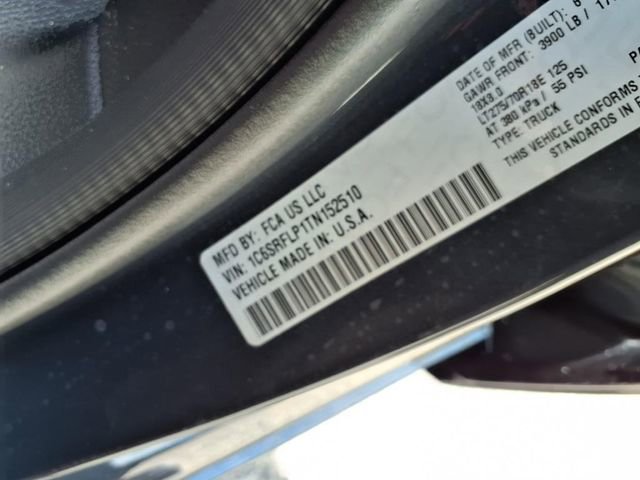 MFD BY: FCA US LLC
VIN: 1C6SRFLP1TN152510
VEHICLE MADE IN: U.S.A.
DATE OF MFR (BUILT):
GAWR FRONT: 3900 LB /
18X8.0
LT275/70R18E 125
AT 380 kPa / 55 PSI
TYPE: TRUCK
THIS VEHICLE CONFORMS
STANDARDS IN